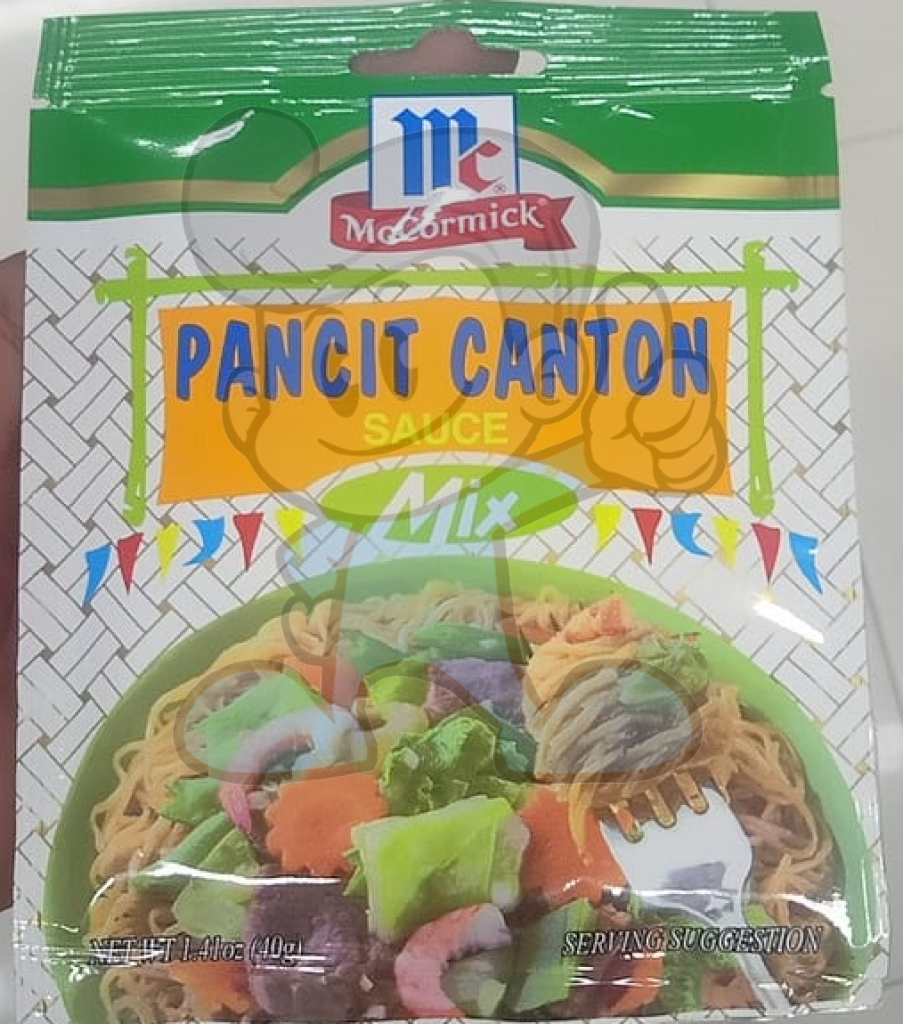 Mc
McCormick
PANCIT CANTON
SAUCE
Mix
NET WT 1.41oz (40g)
SERVING SUGGESTION